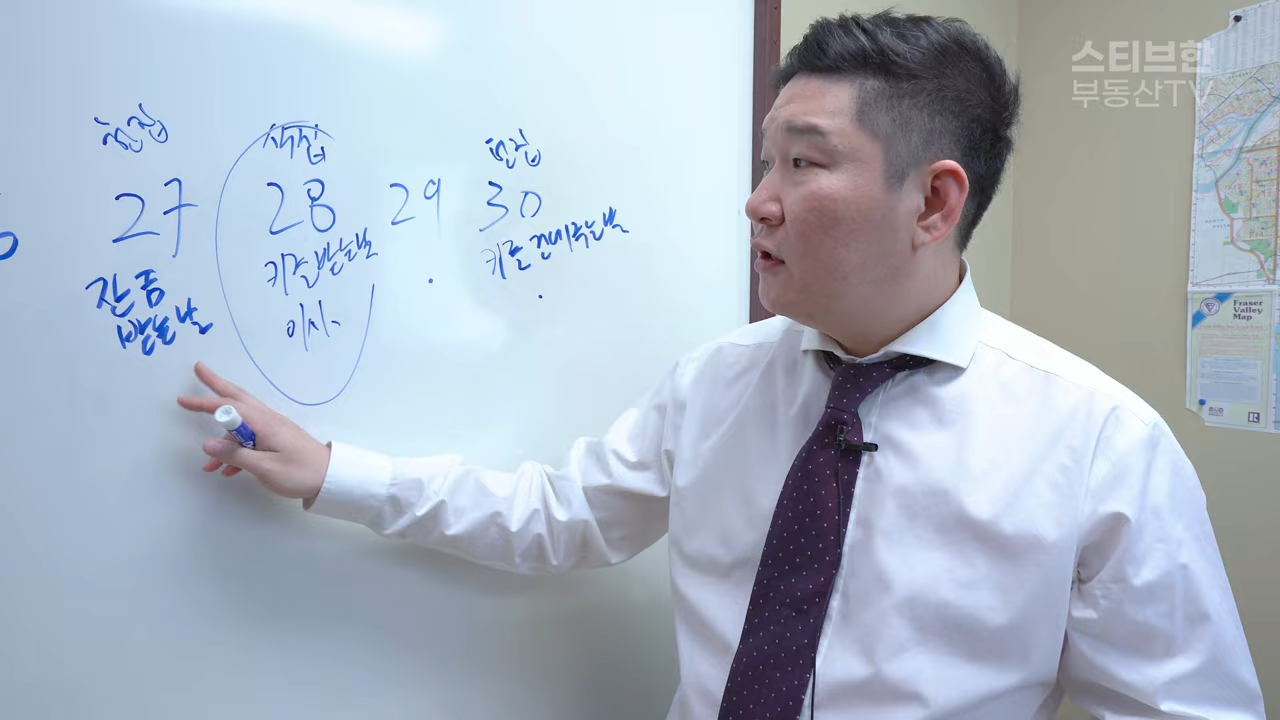 헌집 새집 헌집
27 28 29 30
잔금
받는날
키를 받는날
이사
키를 건네주는날
스티브한
부동산TV
Fraser
Valley
Map